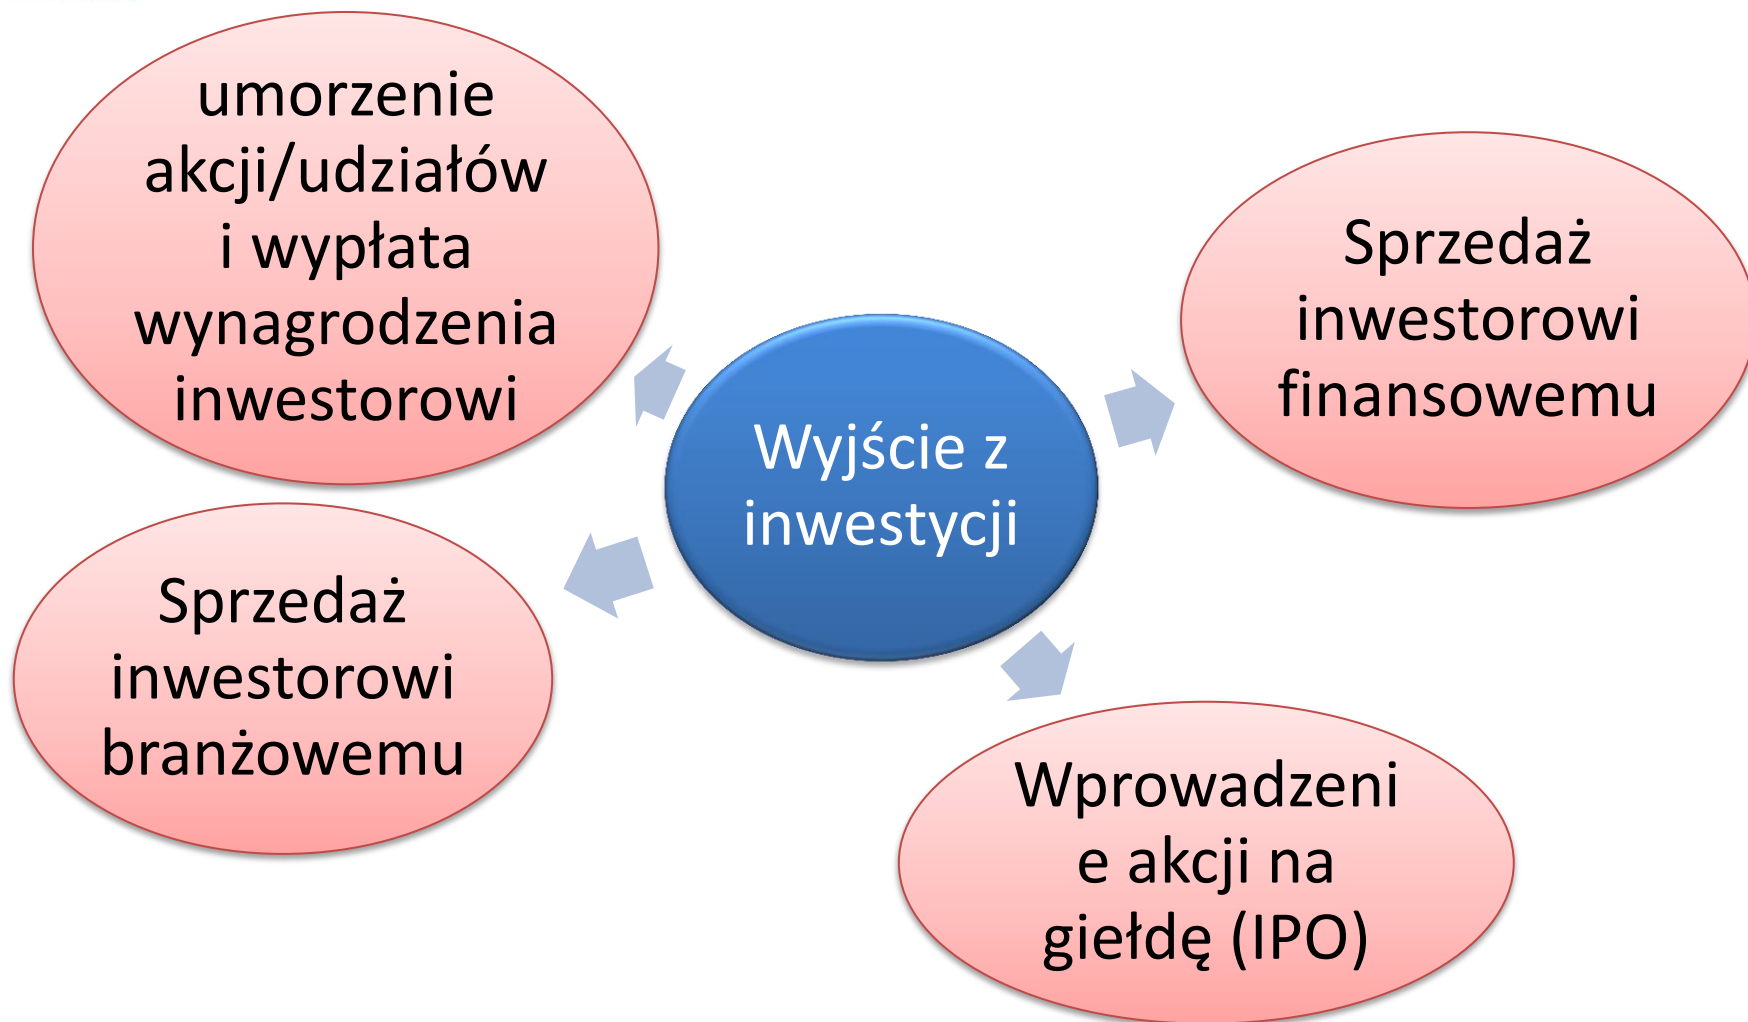 umorzenie
akcji/udziałów
i wypłata
wynagrodzenia
inwestorowi
Sprzedaż
inwestorowi
finansowemu
Wyjście z
inwestycji
Sprzedaż
inwestorowi
branżowemu
Wprowadzeni
e akcji na
giełdę (IPO)